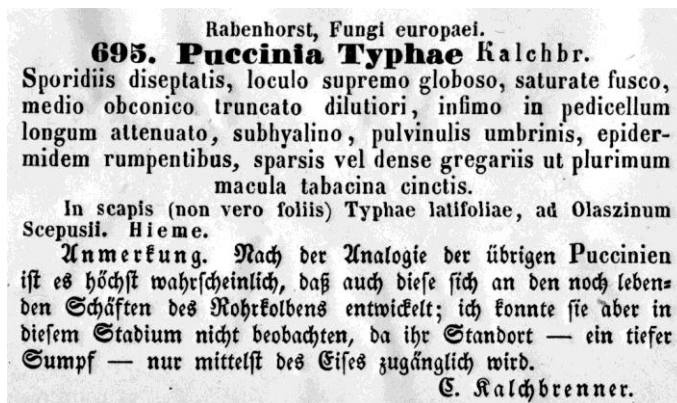 Rabenhorst, Fungi europaei.
695. Puccinia Typhae Kalchbr.
Sporidiis diseptatis, loculo supremo globoso, saturate fusco,
medio obconico truncato dilutiori, infimo in pedicellum
longum attenuato, subhyalino, pulvinulis umbrinis, epider-
midem rumpentibus, sparsis vel dense gregariis ut plurimum
macula tabacina cinctis.
In scapis (non vero foliis) Typhae latifoliae, ad Olaszinum
Scepusii. Hieme.
Anmerkung. Nach der Analogie der übrigen Puccinien
ist es höchst wahrscheinlich, daß auch diese sich an den noch leben-
den Schäften des Rohrkolbens entwickelt; ich konnte sie aber in
diesem Stadium nicht beobachten, da ihr Standort — ein tiefer
Sumpf — nur mittelst des Eises zugänglich wird.
C. Kalchbrenner.